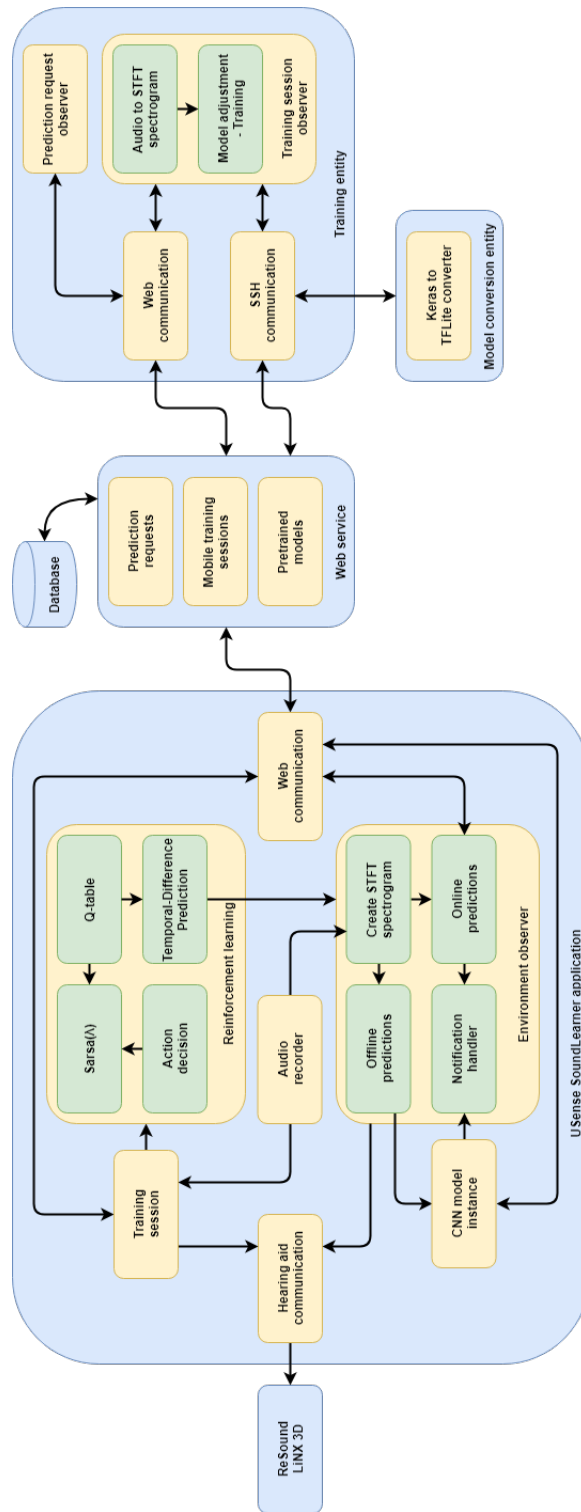 ReSound
LiNX 3D
USense SoundLearner application
Hearing aid
communication
Training
session
CNN model
instance
Audio
recorder
Reinforcement learning
Sarsa(Λ)
Q-table
Action
decision
Temporal-Difference
Prediction
Environment observer
Offline
predictions
Create STFT
spectrogram
Notification
handler
Online
predictions
Web
communication
Database
Web service
Prediction
requests
Mobile training
sessions
Pretrained
models
Training entity
Web
communication
SSH
communication
Prediction request
observer
Training session
observer
Audio to STFT
spectrogram
Model adjustment
- Training
Model conversion entity
Keras to
TFLite converter